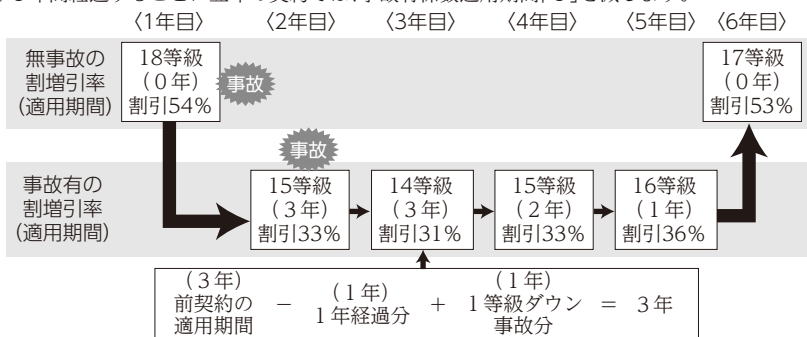 〈1年目〉 〈2年目〉 〈3年目〉 〈4年目〉 〈5年目〉 〈6年目〉
無事故の
割増引率
(適用期間)
18等級
(0年)
割引54%
事故
17等級
(0年)
割引53%
事故
事故有の
割増引率
(適用期間)
15等級
(3年)
割引33%
14等級
(3年)
割引31%
15等級
(2年)
割引33%
16等級
(1年)
割引36%
(3年)
前契約の
適用期間
−
(1年)
1年経過分
+
(1年)
1等級ダウン
事故分
= 3年